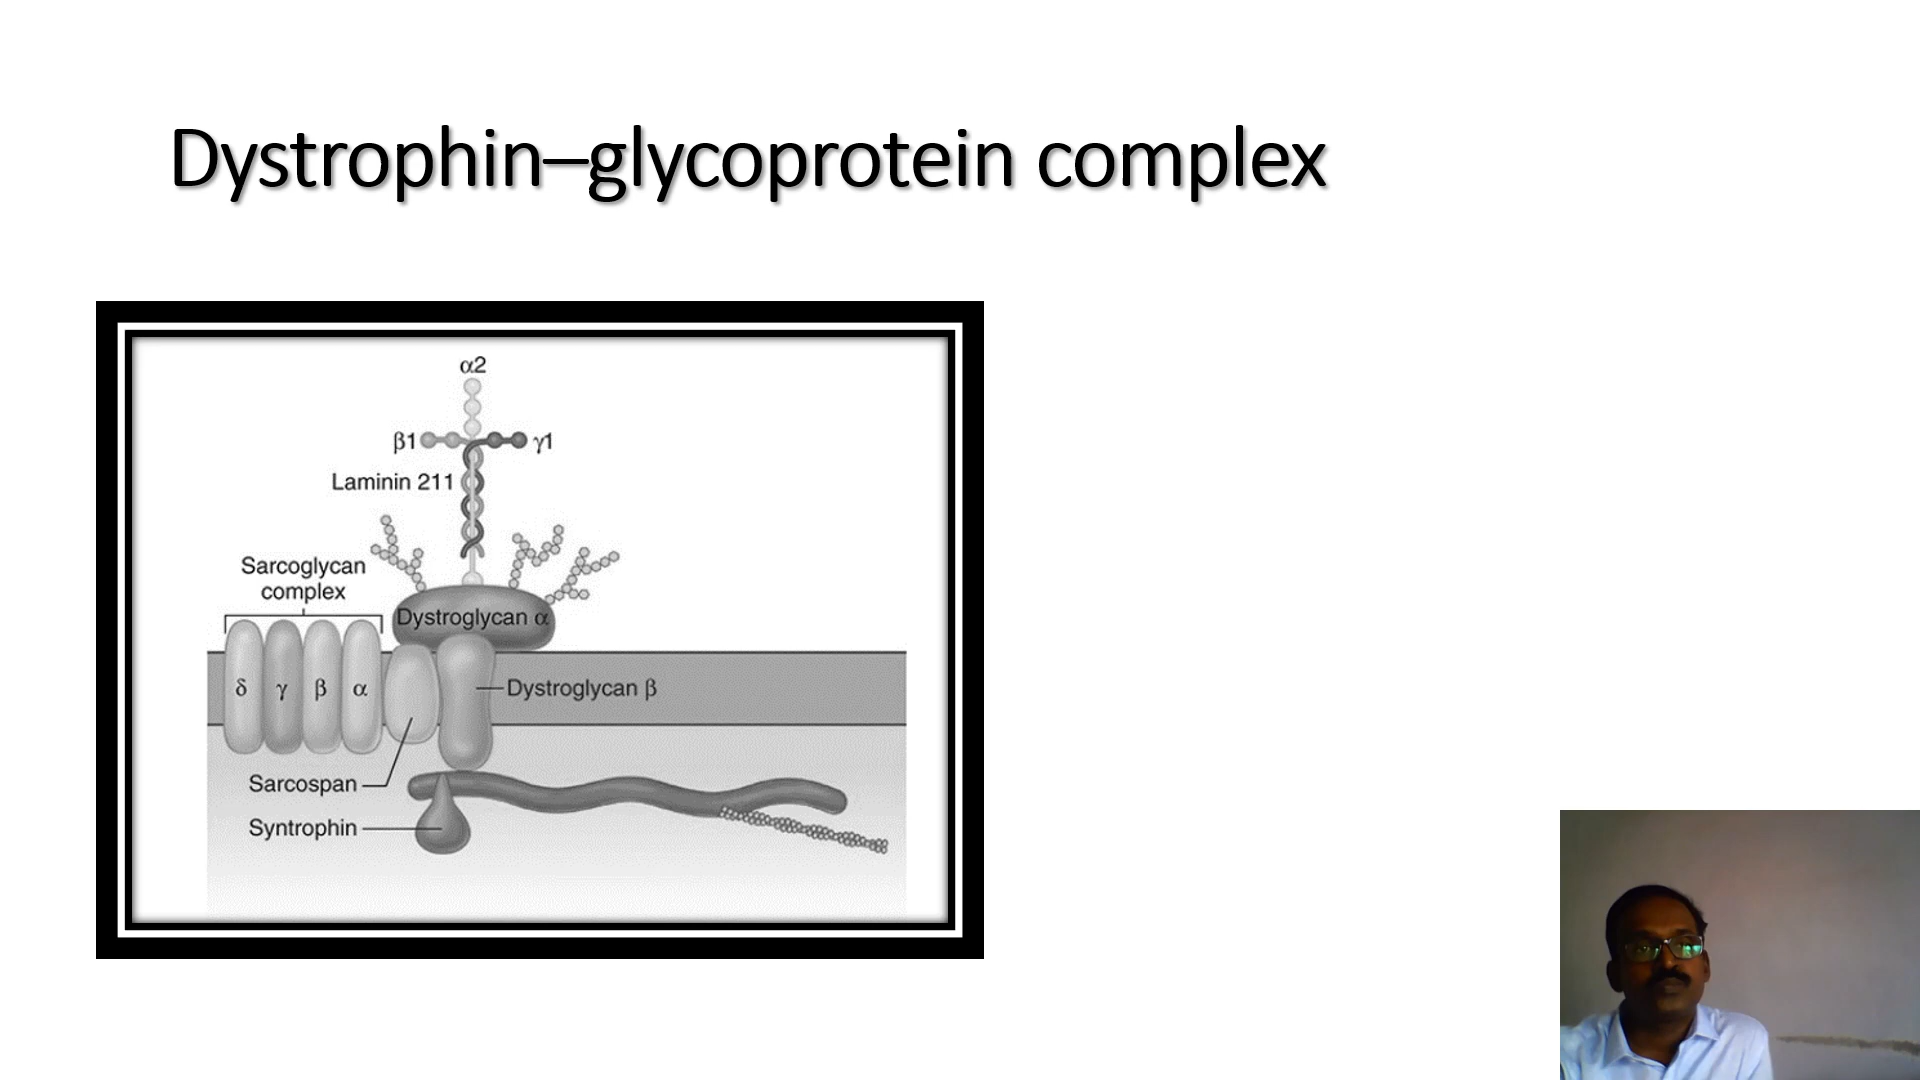 Dystrophin–glycoprotein complex
α2
β1
γ1
Laminin 211
Sarcoglycan
complex
Dystroglycan α
δ γ β α
Dystroglycan β
Sarcospan
Syntrophin